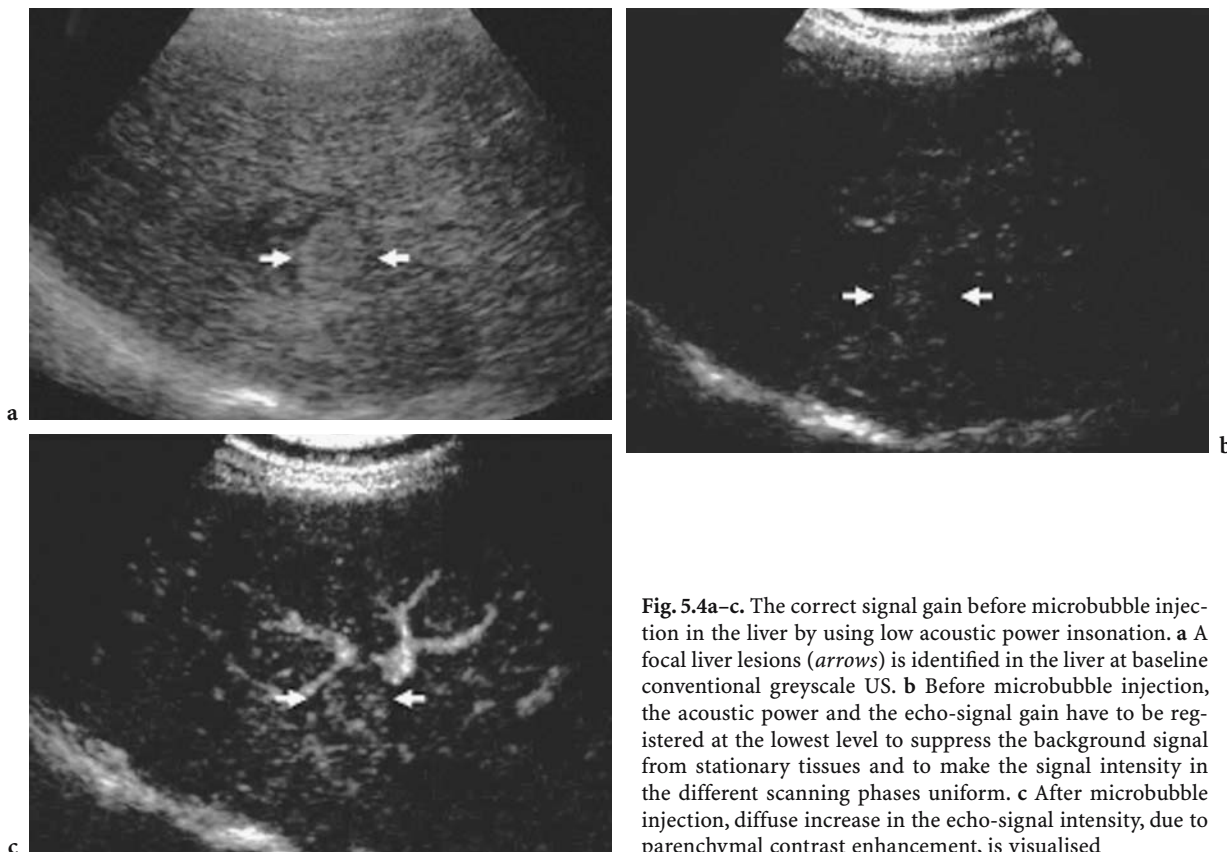 a
b
c
Fig. 5.4a–c. The correct signal gain before microbubble injec-
tion in the liver by using low acoustic power insonation. a A
focal liver lesions (arrows) is identified in the liver at baseline
conventional greyscale US. b Before microbubble injection,
the acoustic power and the echo-signal gain have to be reg-
istered at the lowest level to suppress the background signal
from stationary tissues and to make the signal intensity in
the different scanning phases uniform. c After microbubble
injection, diffuse increase in the echo-signal intensity, due to
parenchymal contrast enhancement, is visualised